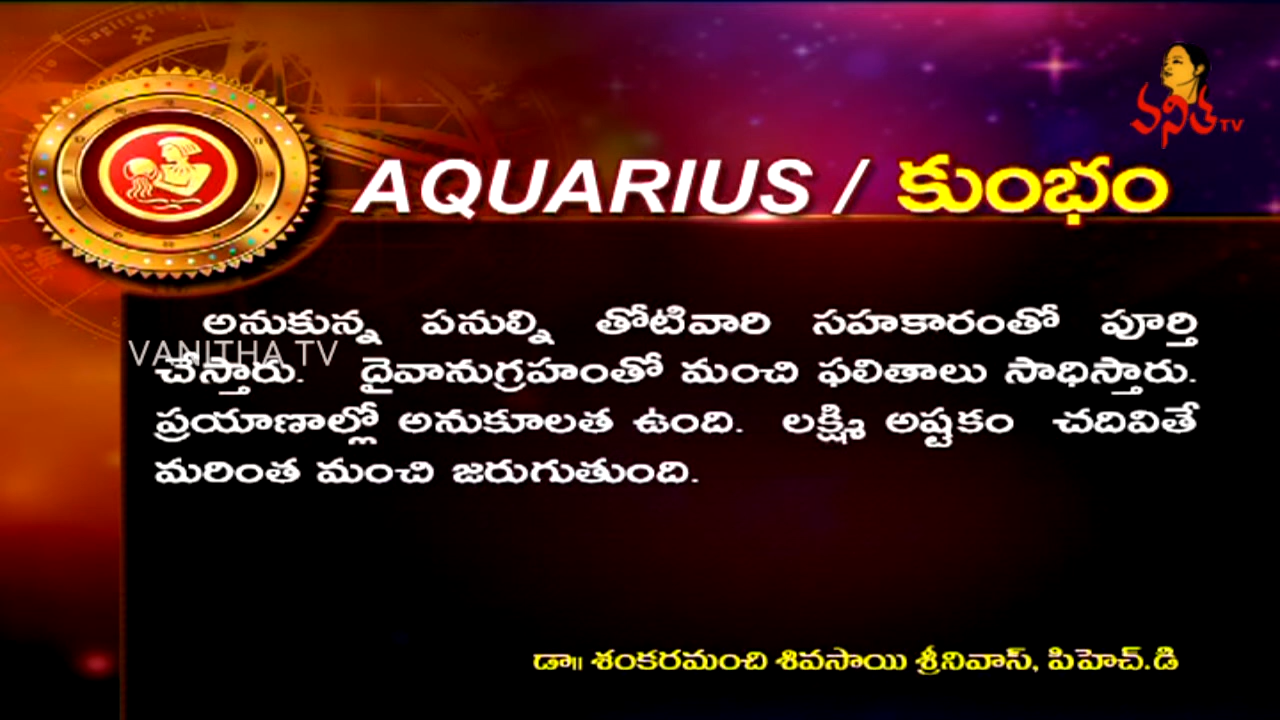 వనిత TV
AQUARIUS / కుంభం
అనుకున్న పనుల్ని తోటివారి సహకారంతో పూర్తి
VANITHA TV
చేస్తారు. దైవానుగ్రహంతో మంచి ఫలితాలు సాధిస్తారు.
ప్రయాణాల్లో అనుకూలత ఉంది. లక్ష్మి అష్టకం చదివితే
మరింత మంచి జరుగుతుంది.
డా॥ శంకరమంచి శివసాయి శ్రీనివాస్, పిహెచ్.డి